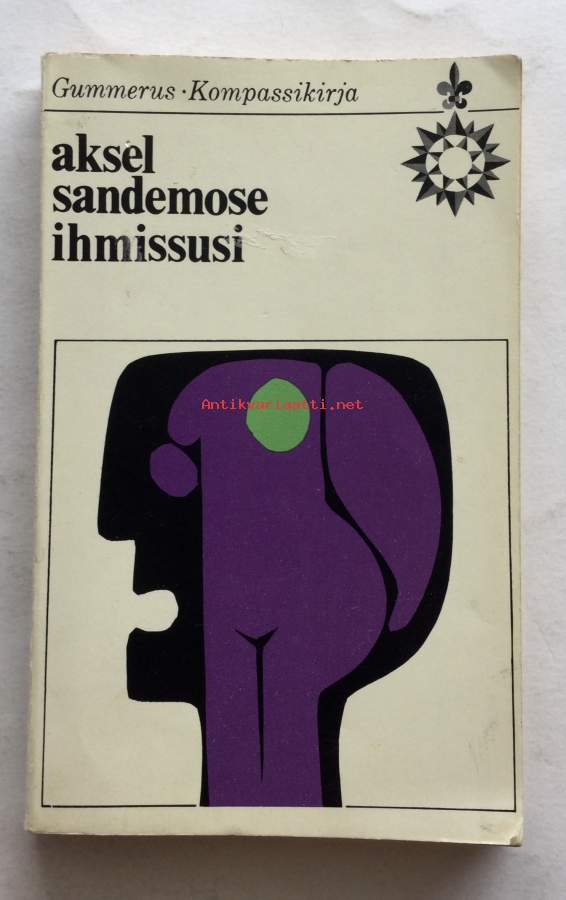 Gummerus · Kompassikirja
aksel
sandemose
ihmissusi
Antikvariaatti.net